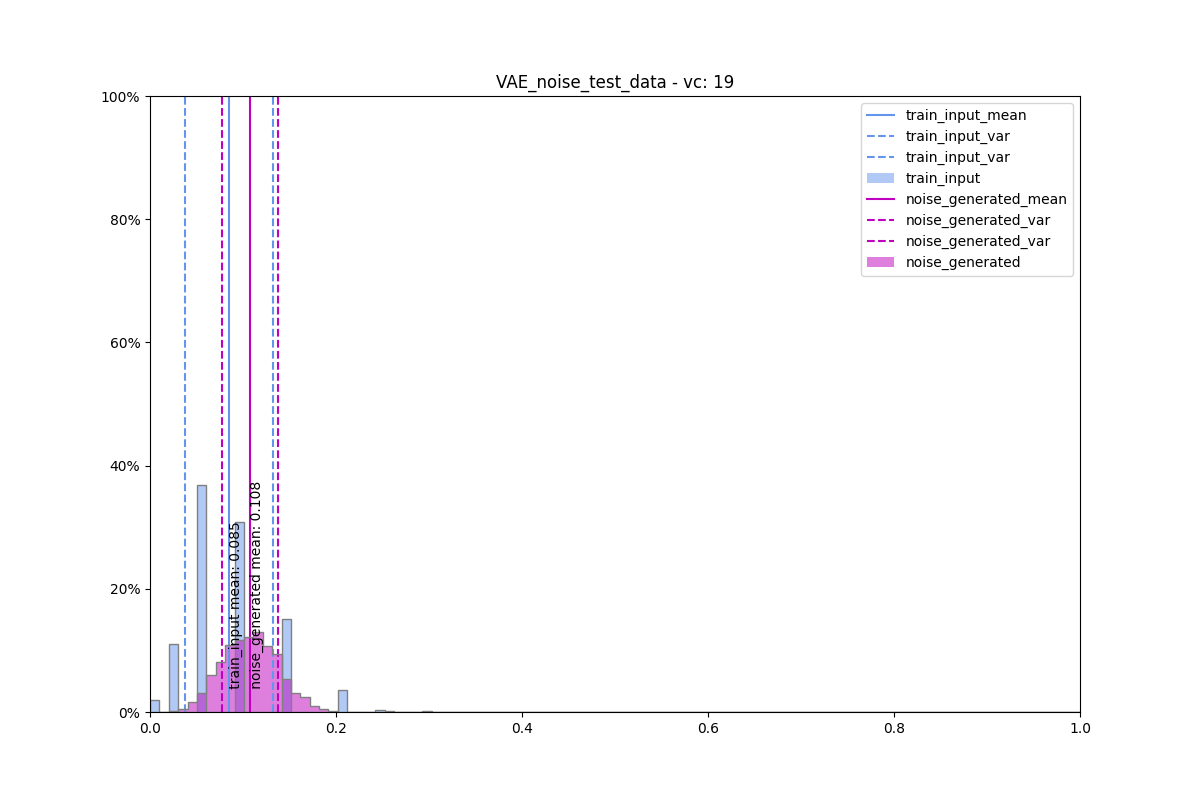 VAE_noise_test_data - vc: 19
100%
80%
60%
40%
20%
0%
0.0
0.2
0.4
0.6
0.8
1.0
train_input_mean
train_input_var
train_input_var
train_input
noise_generated_mean
noise_generated_var
noise_generated_var
noise_generated
train_input mean: 0.085
noise_generated mean: 0.108